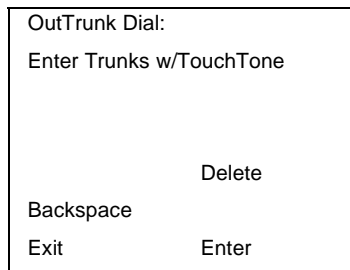 OutTrunk Dial:
Enter Trunks w/TouchTone
Delete
Backspace
Exit Enter